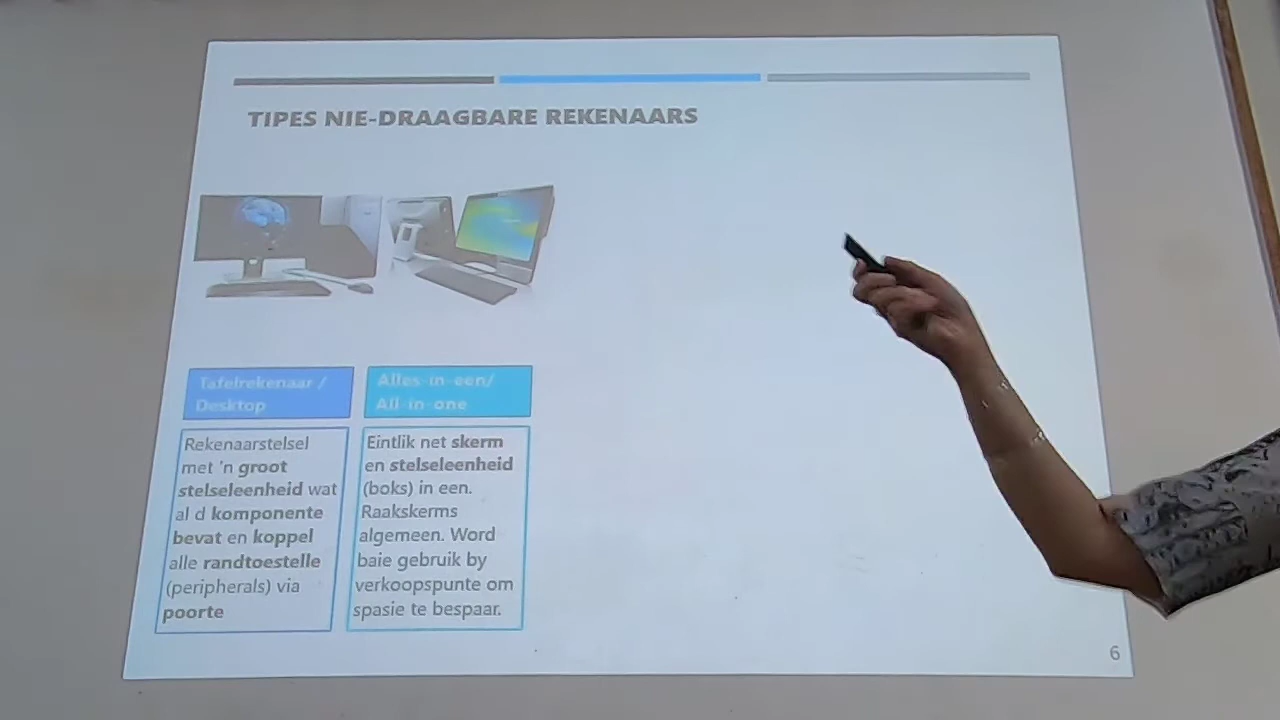 TIPES NIE-DRAAGBARE REKENAARS
Tafelrekenaar /
Desktop
Rekenaarstelsel
met 'n groot
stelseleenheid wat
al d komponente
bevat en koppel
alle randtoestelle
(peripherals) via
poorte
Alles-in-een/
All-in-one
Eintlik net skerm
en stelseleenheid
(boks) in een.
Raakskerms
algemeen. Word
baie gebruik by
verkoopspunte om
spasie te bespaar.
6